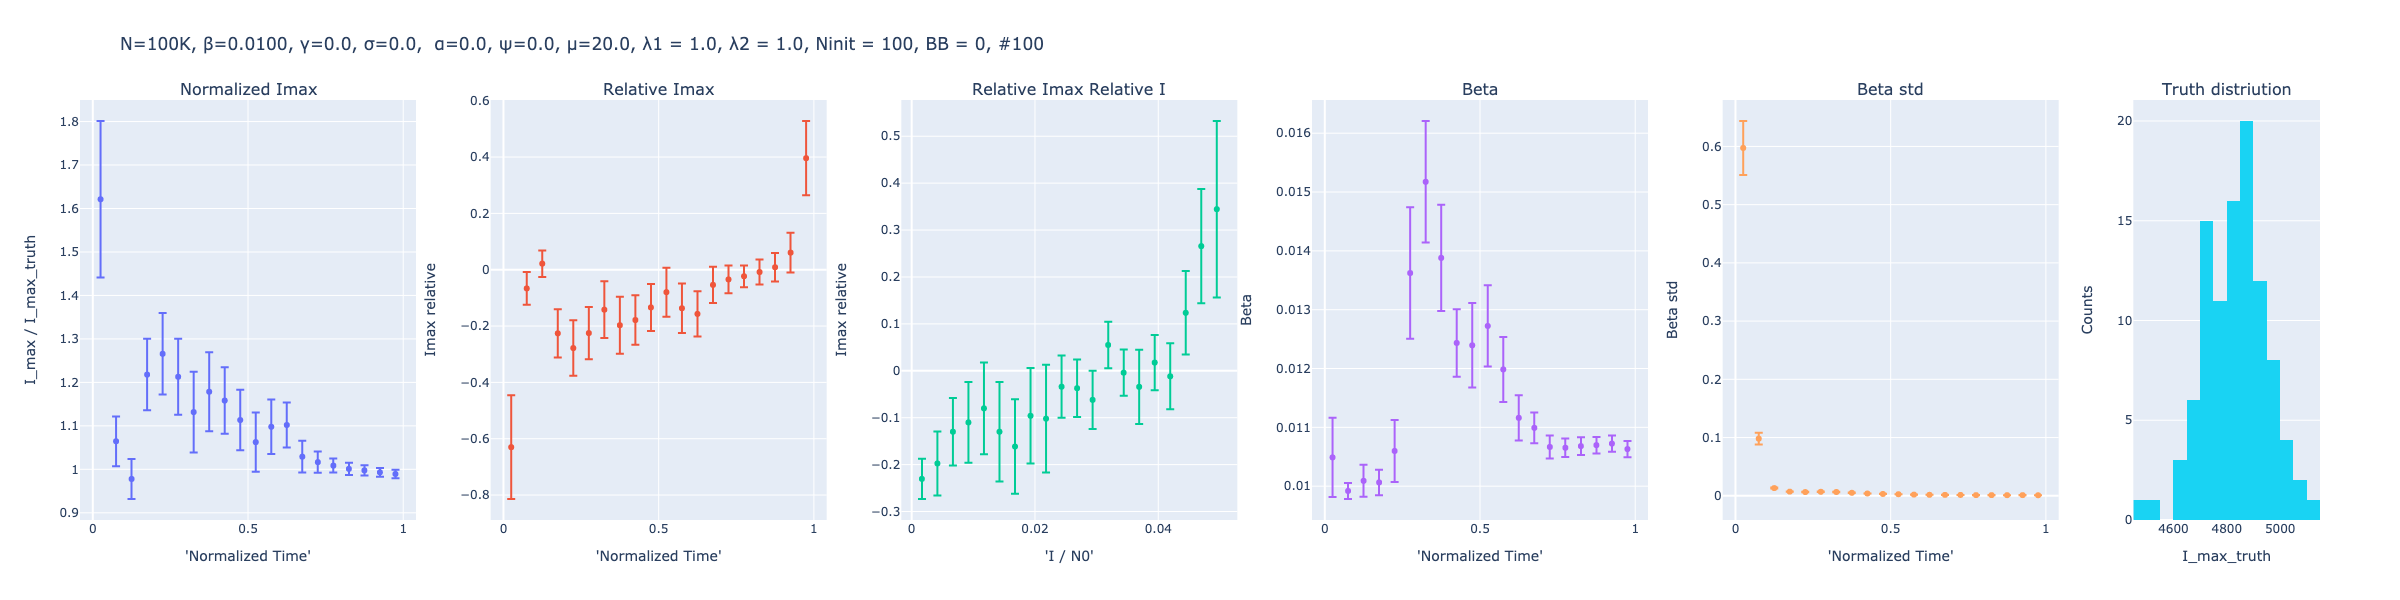 N=100K, β=0.0100, γ=0.0, σ=0.0,  α=0.0, ψ=0.0, μ=20.0, λ1 = 1.0, λ2 = 1.0, Ninit = 100, BB = 0, #100
Normalized Imax
I_max / I_max_truth
1.8
1.7
1.6
1.5
1.4
1.3
1.2
1.1
1
0.9
0 0.5 1
'Normalized Time'
Relative Imax
Imax relative
0.6
0.4
0.2
0
−0.2
−0.4
−0.6
−0.8
0 0.5 1
'Normalized Time'
Relative Imax Relative I
Imax relative
0.5
0.4
0.3
0.2
0.1
0
−0.1
−0.2
−0.3
0 0.02 0.04
'I / N0'
Beta
Beta
0.016
0.015
0.014
0.013
0.012
0.011
0.01
0 0.5 1
'Normalized Time'
Beta std
Beta std
0.6
0.5
0.4
0.3
0.2
0.1
0
0 0.5 1
'Normalized Time'
Truth distriution
Counts
20
15
10
5
0
4600 4800 5000
I_max_truth